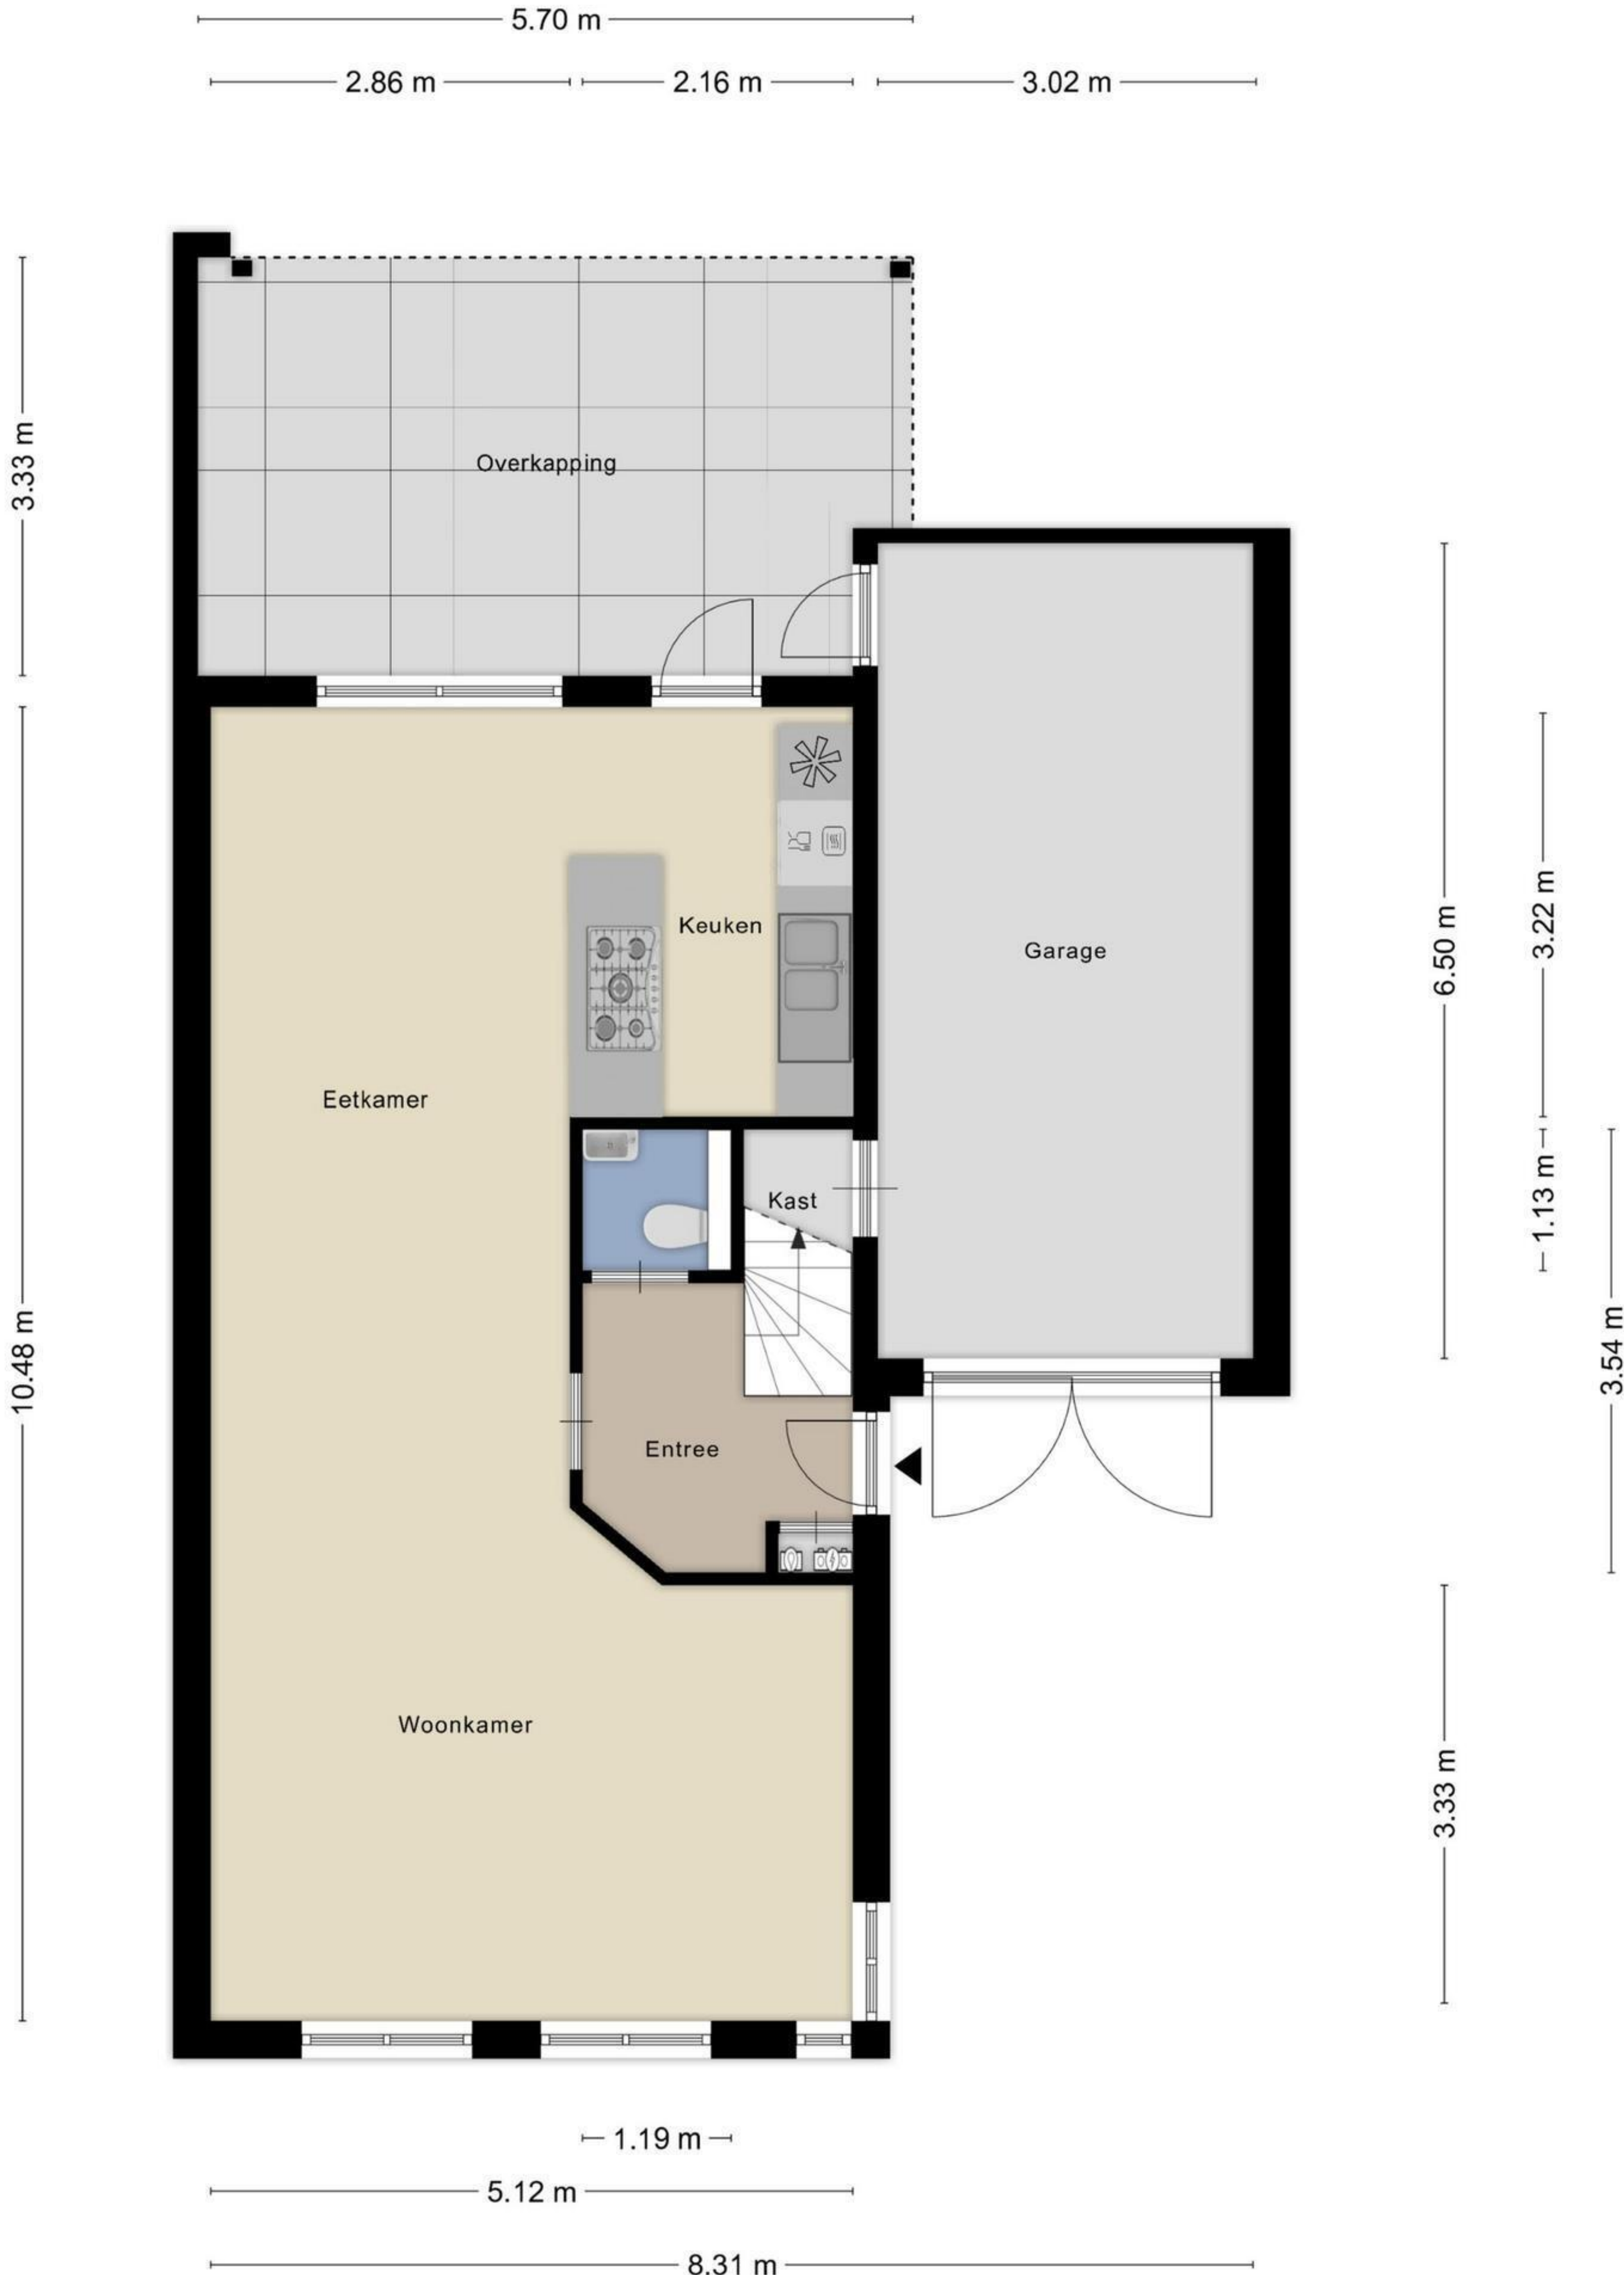 5.70 m
2.86 m
2.16 m
3.02 m
3.33 m
Overkapping
Keuken
Garage
6.50 m
3.22 m
Eetkamer
Kast
1.13 m
10.48 m
3.54 m
Entree
Woonkamer
3.33 m
1.19 m
5.12 m
8.31 m